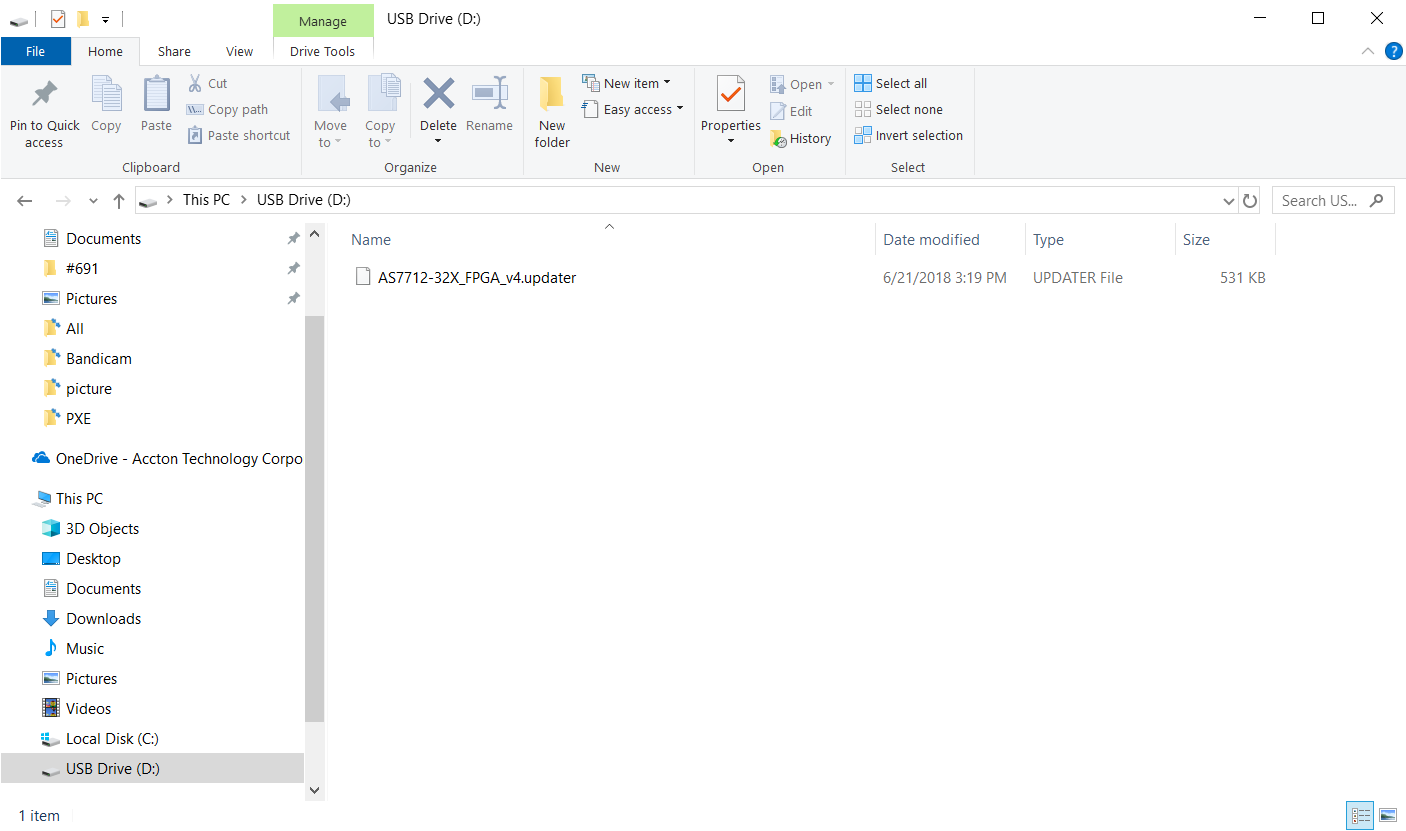 Manage
USB Drive (D:)
File
Home
Share
View
Drive Tools
?
Pin to Quick access
Copy
Paste
Cut
Copy path
Paste shortcut
Clipboard
Move to
Copy to
Delete
Rename
Organize
New folder
New item
Easy access
New
Properties
Open
Edit
History
Open
Select all
Select none
Invert selection
Select
This PC
USB Drive (D:)
Search US...
Documents
#691
Pictures
All
Bandicam
picture
PXE
OneDrive - Accton Technology Corpo
This PC
3D Objects
Desktop
Documents
Downloads
Music
Pictures
Videos
Local Disk (C:)
USB Drive (D:)
Name
Date modified
Type
Size
AS7712-32X_FPGA_v4.updater
6/21/2018 3:19 PM
UPDATER File
531 KB
1 item